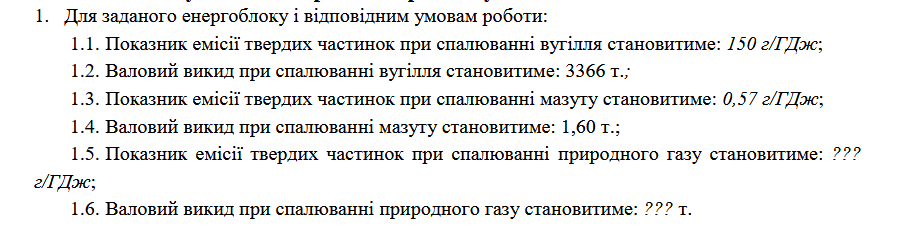 1. Для заданого енергоблоку і відповідним умовам роботи:
1.1. Показник емісії твердих частинок при спалюванні вугілля становитиме: 150 г/ГДж;
1.2. Валовий викид при спалюванні вугілля становитиме: 3366 т.;
1.3. Показник емісії твердих частинок при спалюванні мазуту становитиме: 0,57 г/ГДж;
1.4. Валовий викид при спалюванні мазуту становитиме: 1,60 т.;
1.5. Показник емісії твердих частинок при спалюванні природного газу становитиме: ???
г/ГДж;
1.6. Валовий викид при спалюванні природного газу становитиме: ??? т.